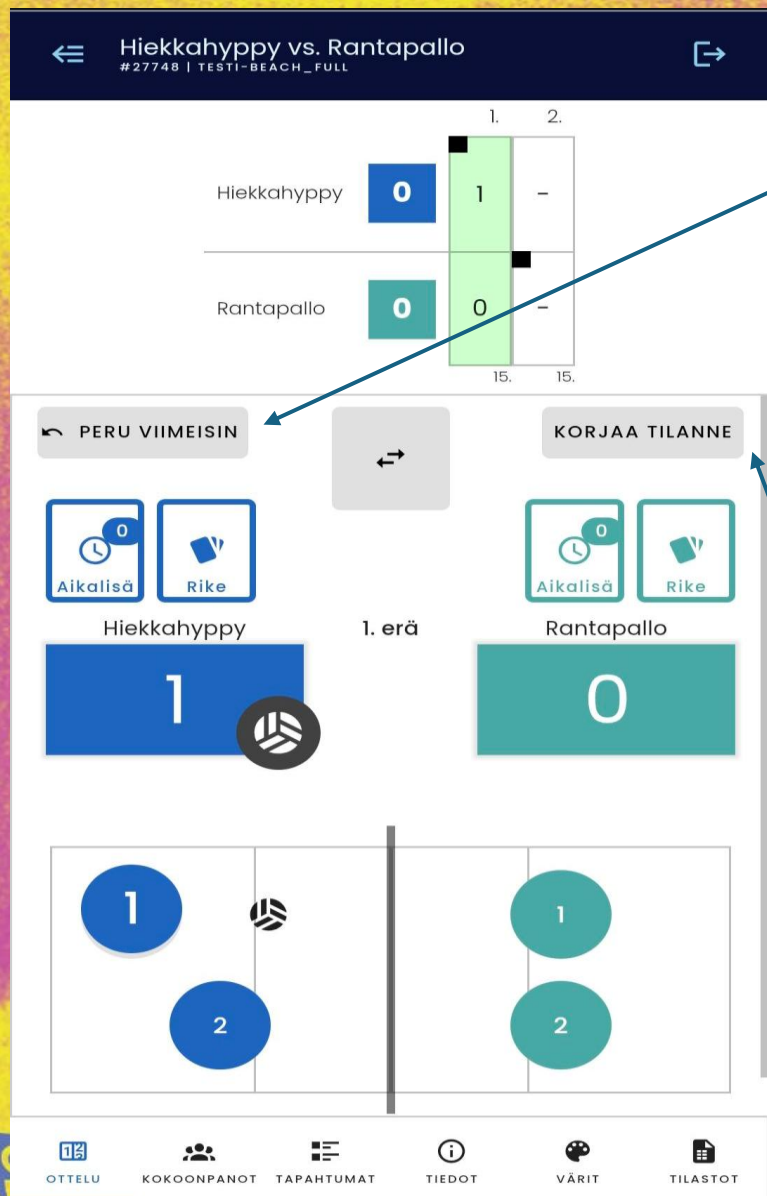 Hiekkahyppy vs. Rantapallo
#27748 | TESTI-BEACH_FULL
1. 2.
Hiekkahyppy 0 1 -
Rantapallo 0 0 -
15. 15.
PERU VIIMEISIN
KORJAA TILANNE
0 0
Aikalisä Rike Aikalisä Rike
Hiekkahyppy 1. erä Rantapallo
1 0
1 1
2 2
OTTELU KOKOONPANOT TAPAHTUMAT TIEDOT VÄRIT TILASTOT